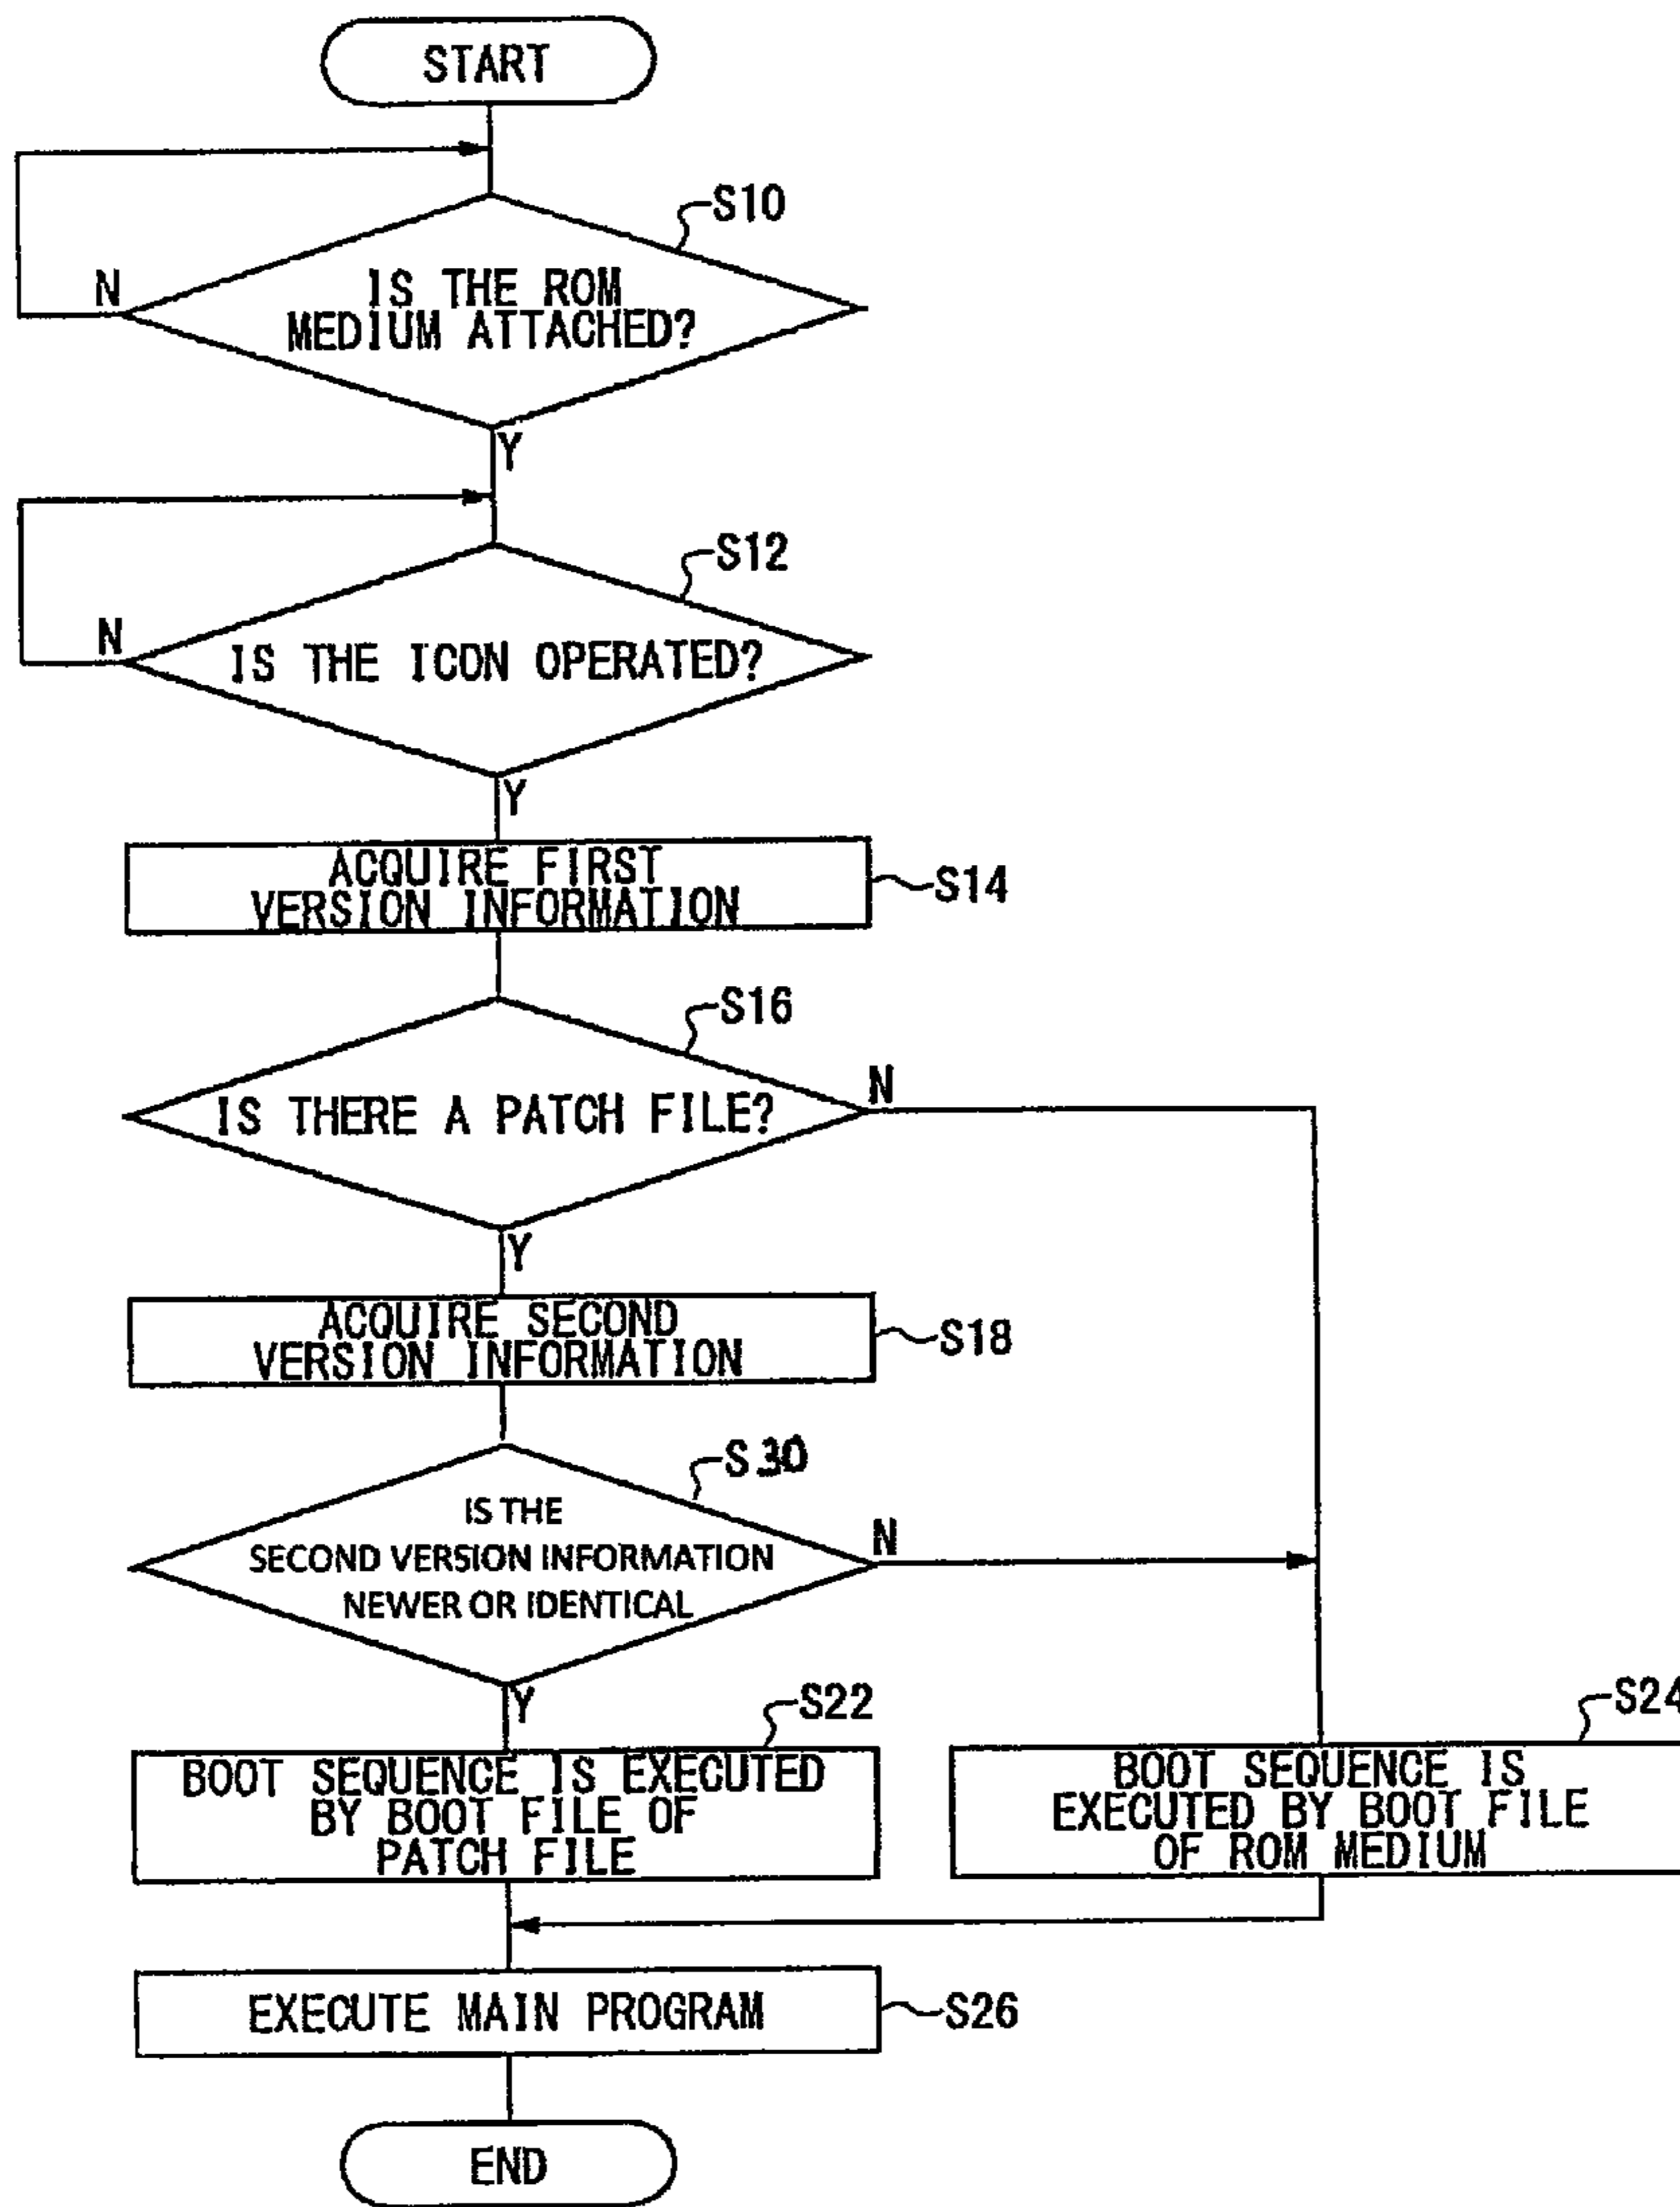 START
S10
IS THE ROM
MEDIUM ATTACHED?
N
Y
S12
IS THE ICON OPERATED?
N
Y
ACQUIRE FIRST
VERSION INFORMATION
S14
S16
IS THERE A PATCH FILE?
N
Y
ACQUIRE SECOND
VERSION INFORMATION
S18
S30
IS THE
SECOND VERSION INFORMATION
NEWER OR IDENTICAL
N
Y
S22
BOOT SEQUENCE IS EXECUTED
BY BOOT FILE OF
PATCH FILE
S24
BOOT SEQUENCE IS
EXECUTED BY BOOT FILE
OF ROM MEDIUM
EXECUTE MAIN PROGRAM
S26
END